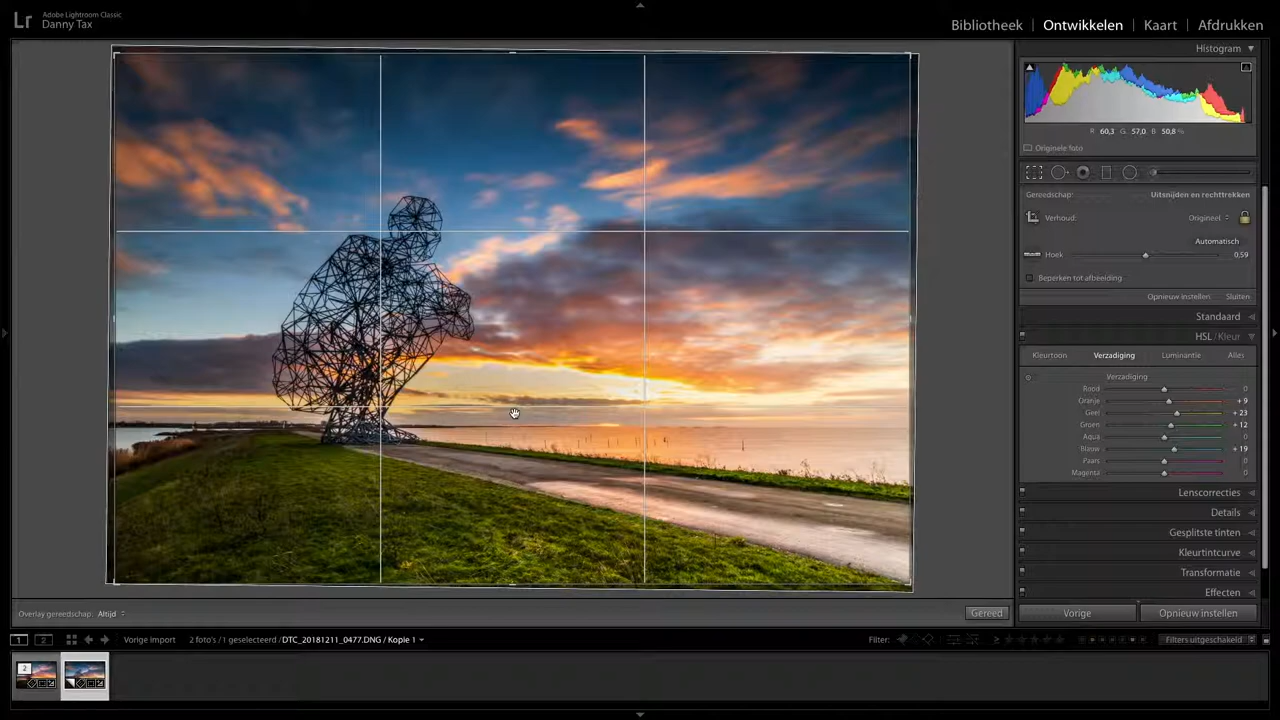 Lr Adobe Lightroom Classic
Danny Tax
Bibliotheek | Ontwikkelen | Kaart | Afdrukken
Histogram
R 60,3 G 57,0 B 50,8 %
Originele foto
Gereedschap: Uitsnijden en rechttrekken
Verhoud: Origineel
Automatisch
Hoek 0,59
Beperken tot afbeelding
Opnieuw instellen Sluiten
Standaard
HSL / Kleur
Kleurtoon Verzadiging Luminantie Alles
Verzadiging
Rood 0
Oranje + 9
Geel + 23
Groen + 12
Aqua 0
Blauw + 19
Paars 0
Magenta 0
Lenscorrecties
Details
Gesplitste tinten
Kleurtintcurve
Transformatie
Effecten
Overlay gereedschap: Altijd Gereed
Vorige Opnieuw instellen
1 2 Vorige import 2 foto's / 1 geselecteerd / DTC_20181211_0477.DNG / Kopie 1 Filter: Filters uitgeschakeld
2